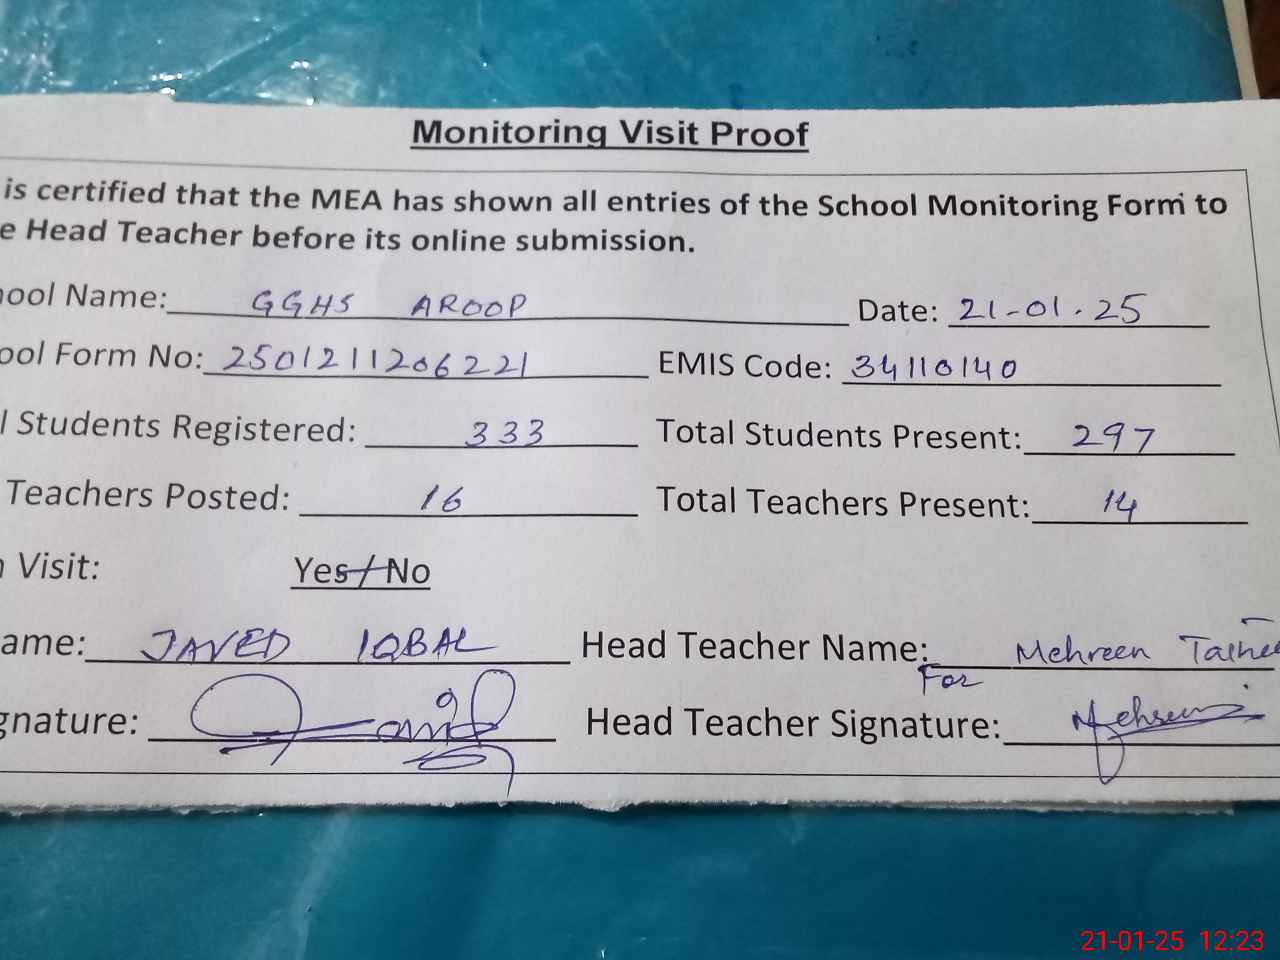 Monitoring Visit Proof
is certified that the MEA has shown all entries of the School Monitoring Form to
e Head Teacher before its online submission.
ool Name: GGHS AROOP Date: 21-01.25
ool Form No: 2501211206221 EMIS Code: 34110140
l Students Registered: 333 Total Students Present: 297
Teachers Posted: 16 Total Teachers Present: 14
Visit: Yes/No
ame: JAVED IQBAL Head Teacher Name: Mehreen
For
gnature: Head Teacher Signature:
21-01-25 12:23